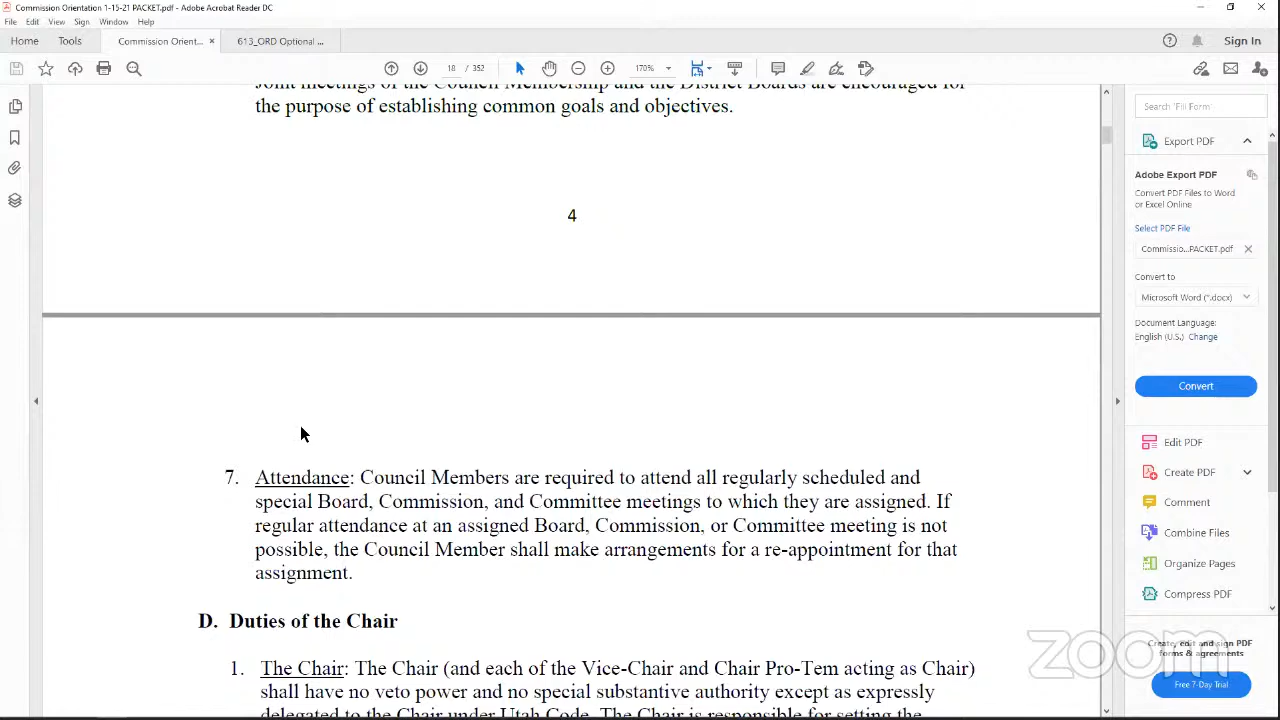 Commission Orientation 1-15-21 PACKET.pdf - Adobe Acrobat Reader DC
File Edit View Sign Window Help
Home Tools Commission Orient... × 613_ORD Optional ... Sign In
18 / 352 170%
Joint meetings of the Council Membership and the District Boards are encouraged for
the purpose of establishing common goals and objectives.
4
7. Attendance: Council Members are required to attend all regularly scheduled and
special Board, Commission, and Committee meetings to which they are assigned. If
regular attendance at an assigned Board, Commission, or Committee meeting is not
possible, the Council Member shall make arrangements for a re-appointment for that
assignment.
D. Duties of the Chair
1. The Chair: The Chair (and each of the Vice-Chair and Chair Pro-Tem acting as Chair)
shall have no veto power and no special substantive authority except as expressly
delegated to the Chair under Utah Code. The Chair is responsible for setting the
Search 'Fill Form'
Export PDF
Adobe Export PDF
Convert PDF Files to Word
or Excel Online
Select PDF File
Commissio...PACKET.pdf
Convert to
Microsoft Word (*.docx)
Document Language:
English (U.S.) Change
Convert
Edit PDF
Create PDF
Comment
Combine Files
Organize Pages
Compress PDF
Create, edit and sign PDF
forms & agreements
Free 7-Day Trial
zoom